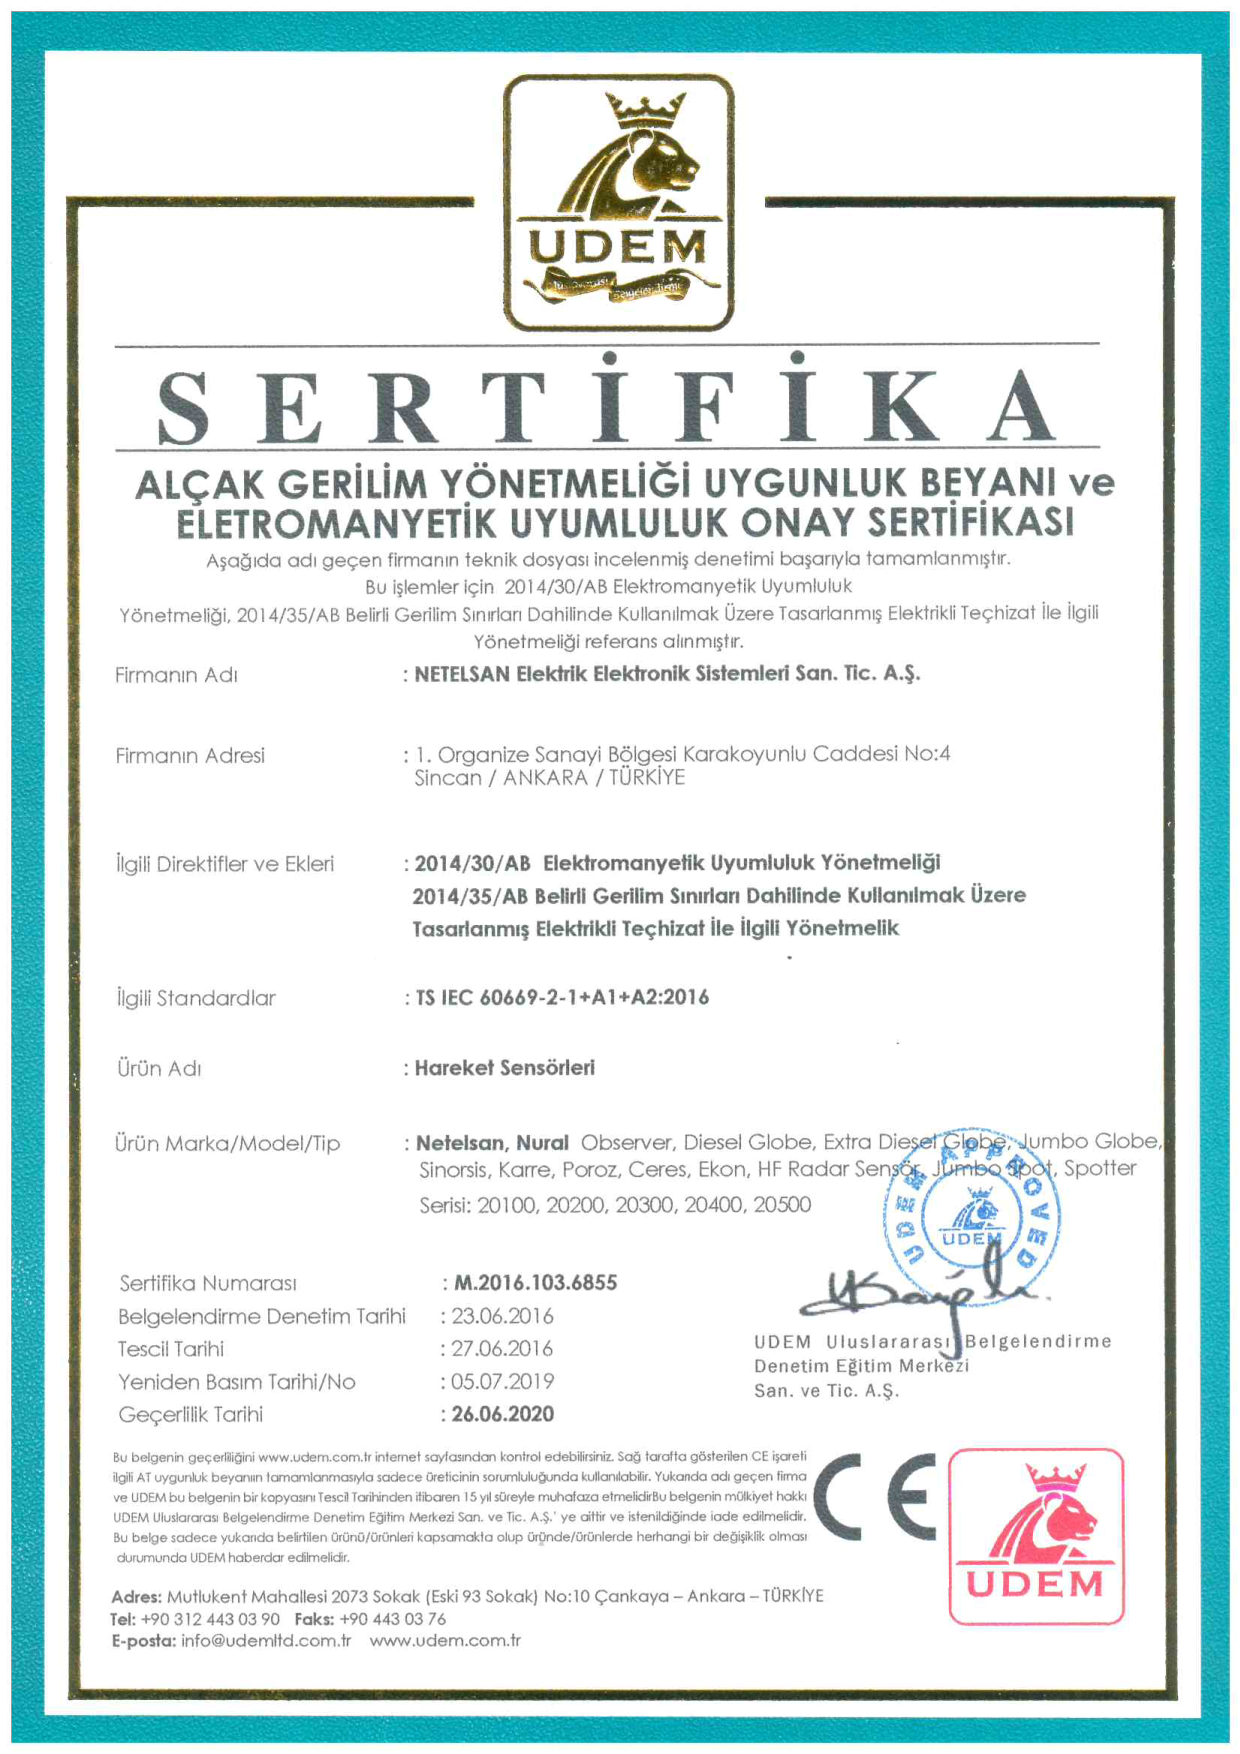 UDEM
Uluslararası Belgelendirme
SERTİFİKA
ALÇAK GERİLİM YÖNETMELİĞİ UYGUNLUK BEYANI ve
ELETROMANYETİK UYUMLULUK ONAY SERTİFİKASI
Aşağıda adı geçen firmanın teknik dosyası incelenmiş denetimi başarıyla tamamlanmıştır.
Bu işlemler için 2014/30/AB Elektromanyetik Uyumluluk
Yönetmeliği, 2014/35/AB Belirli Gerilim Sınırları Dahilinde Kullanılmak Üzere Tasarlanmış Elektrikli Teçhizat İle İlgili
Yönetmeliği referans alınmıştır.
Firmanın Adı : NETELSAN Elektrik Elektronik Sistemleri San. Tic. A.Ş.
Firmanın Adresi : 1. Organize Sanayi Bölgesi Karakoyunlu Caddesi No:4
Sincan / ANKARA / TÜRKİYE
İlgili Direktifler ve Ekleri : 2014/30/AB Elektromanyetik Uyumluluk Yönetmeliği
2014/35/AB Belirli Gerilim Sınırları Dahilinde Kullanılmak Üzere
Tasarlanmış Elektrikli Teçhizat İle İlgili Yönetmelik
İlgili Standardlar : TS IEC 60669-2-1+A1+A2:2016
Ürün Adı : Hareket Sensörleri
Ürün Marka/Model/Tip : Netelsan, Nural Observer, Diesel Globe, Extra Diesel Globe, Jumbo Globe,
Sinorsis, Karre, Poroz, Ceres, Ekon, HF Radar Sensör, Jumbo Spot, Spotter
Serisi: 20100, 20200, 20300, 20400, 20500
UDEM APPROVED
UDEM
Sertifika Numarası : M.2016.103.6855
Belgelendirme Denetim Tarihi : 23.06.2016
Tescil Tarihi : 27.06.2016
Yeniden Basım Tarihi/No : 05.07.2019
Geçerlilik Tarihi : 26.06.2020
UDEM Uluslararası Belgelendirme
Denetim Eğitim Merkezi
San. ve Tic. A.Ş.
Bu belgenin geçerliliğini www.udem.com.tr internet sayfasından kontrol edebilirsiniz. Sağ tarafta gösterilen CE işareti
ilgili AT uygunluk beyanının tamamlanmasıyla sadece üreticinin sorumluluğunda kullanılabilir. Yukarıda adı geçen firma
ve UDEM bu belgenin bir kopyasını Tescil Tarihinden itibaren 15 yıl süreyle muhafaza etmelidirBu belgenin mülkiyet hakkı
UDEM Uluslararası Belgelendirme Denetim Eğitim Merkezi San. ve Tic. A.Ş.' ye aittir ve istenildiğinde iade edilmelidir.
Bu belge sadece yukarıda belirtilen ürünü/ürünleri kapsamakta olup üründe/ürünlerde herhangi bir değişiklik olması
durumunda UDEM haberdar edilmelidir.
CE
UDEM
Adres: Mutlukent Mahallesi 2073 Sokak (Eski 93 Sokak) No:10 Çankaya – Ankara – TÜRKİYE
Tel: +90 312 443 03 90 Faks: +90 443 03 76
E-posta: info@udemltd.com.tr www.udem.com.tr